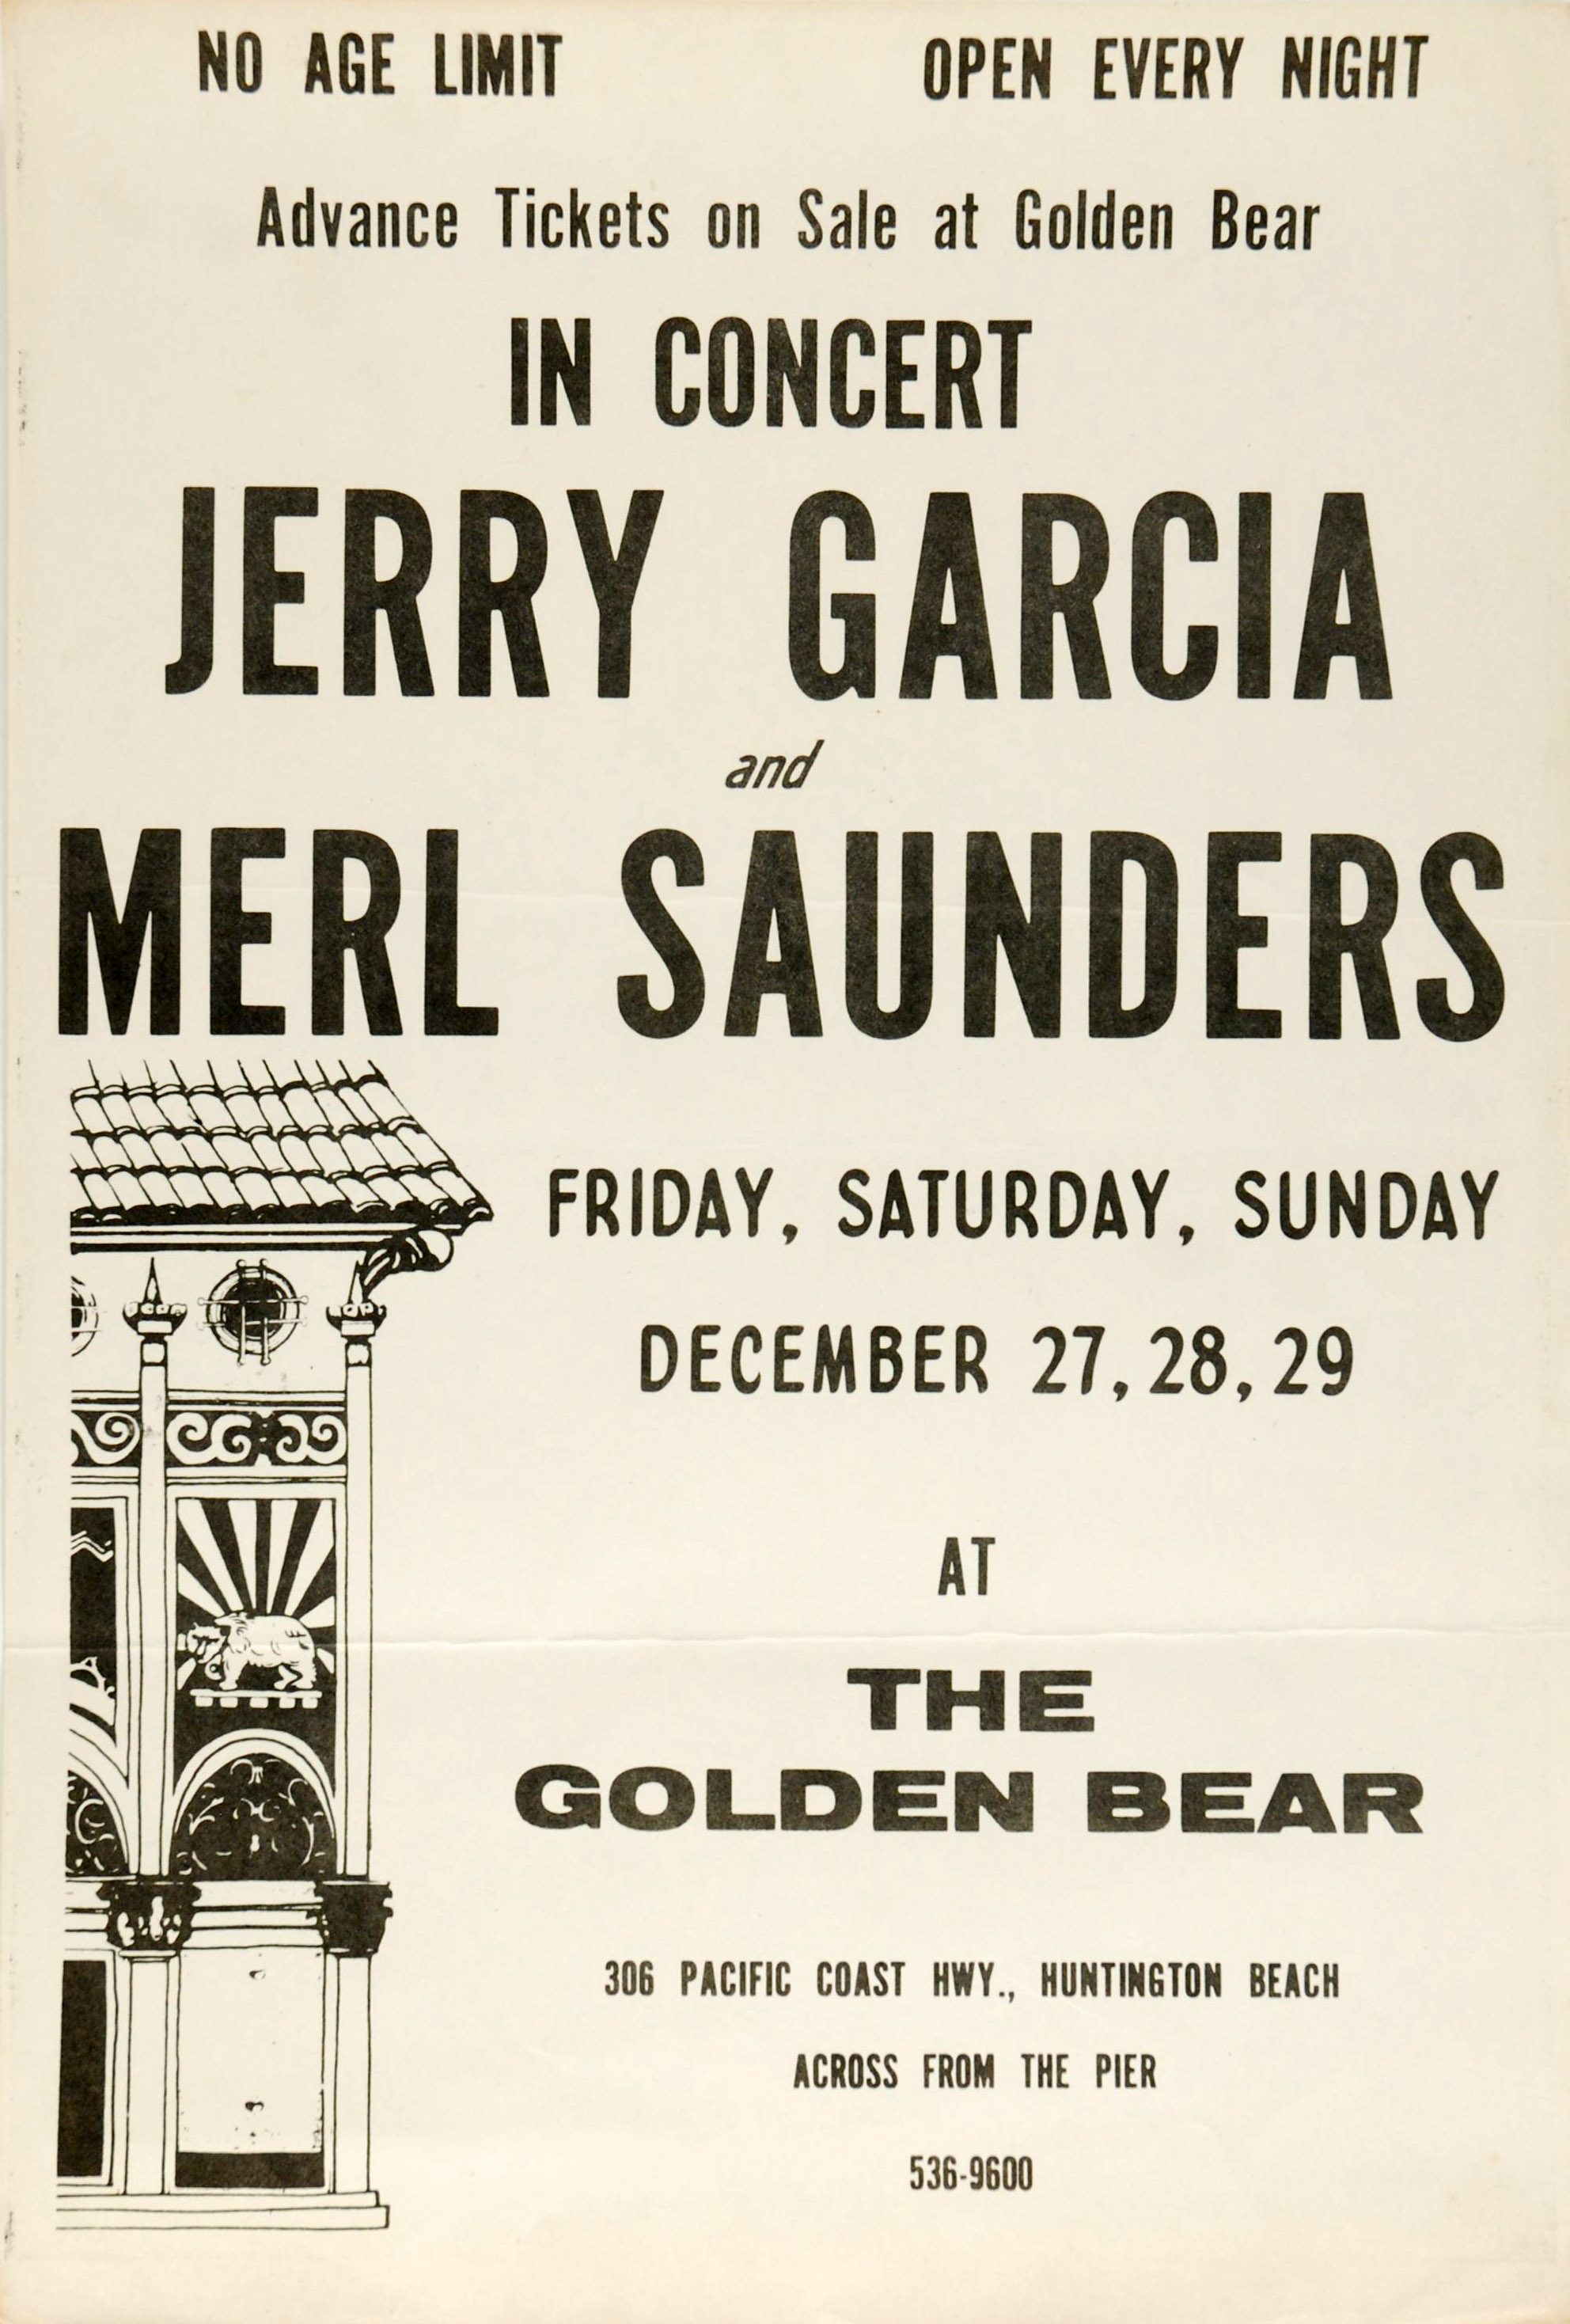 NO AGE LIMIT OPEN EVERY NIGHT
Advance Tickets on Sale at Golden Bear
IN CONCERT
JERRY GARCIA
and
MERL SAUNDERS
FRIDAY, SATURDAY, SUNDAY
DECEMBER 27, 28, 29
AT
THE
GOLDEN BEAR
306 PACIFIC COAST HWY., HUNTINGTON BEACH
ACROSS FROM THE PIER
536-9600